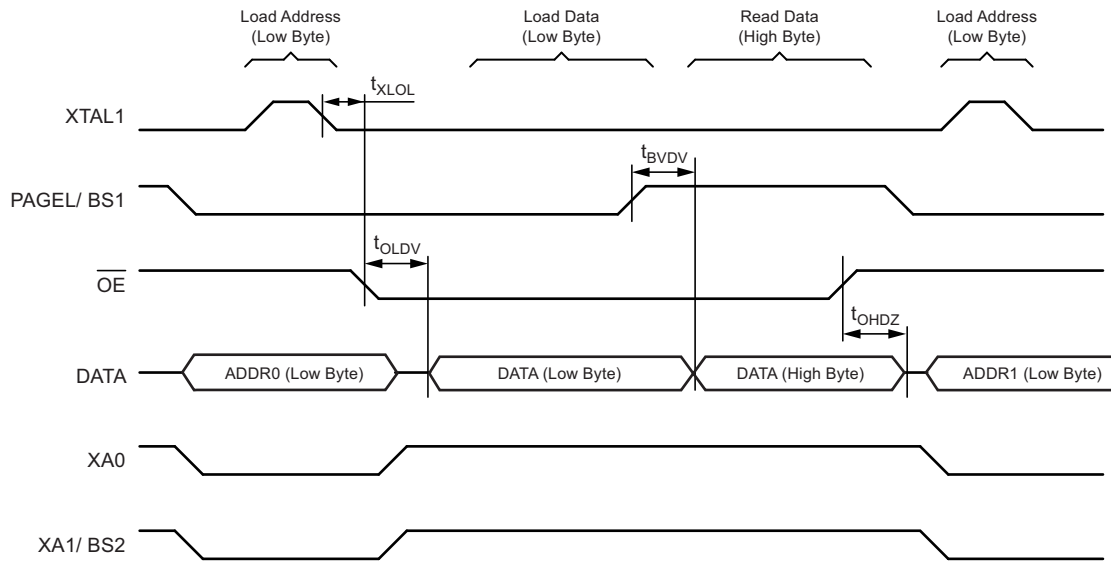 Load Address
(Low Byte)
Load Data
(Low Byte)
Read Data
(High Byte)
Load Address
(Low Byte)
tXLOL
XTAL1
tBVDV
PAGEL/ BS1
tOLDV
OE
tOHDZ
DATA
ADDR0 (Low Byte)
DATA (Low Byte)
DATA (High Byte)
ADDR1 (Low Byte)
XA0
XA1/ BS2